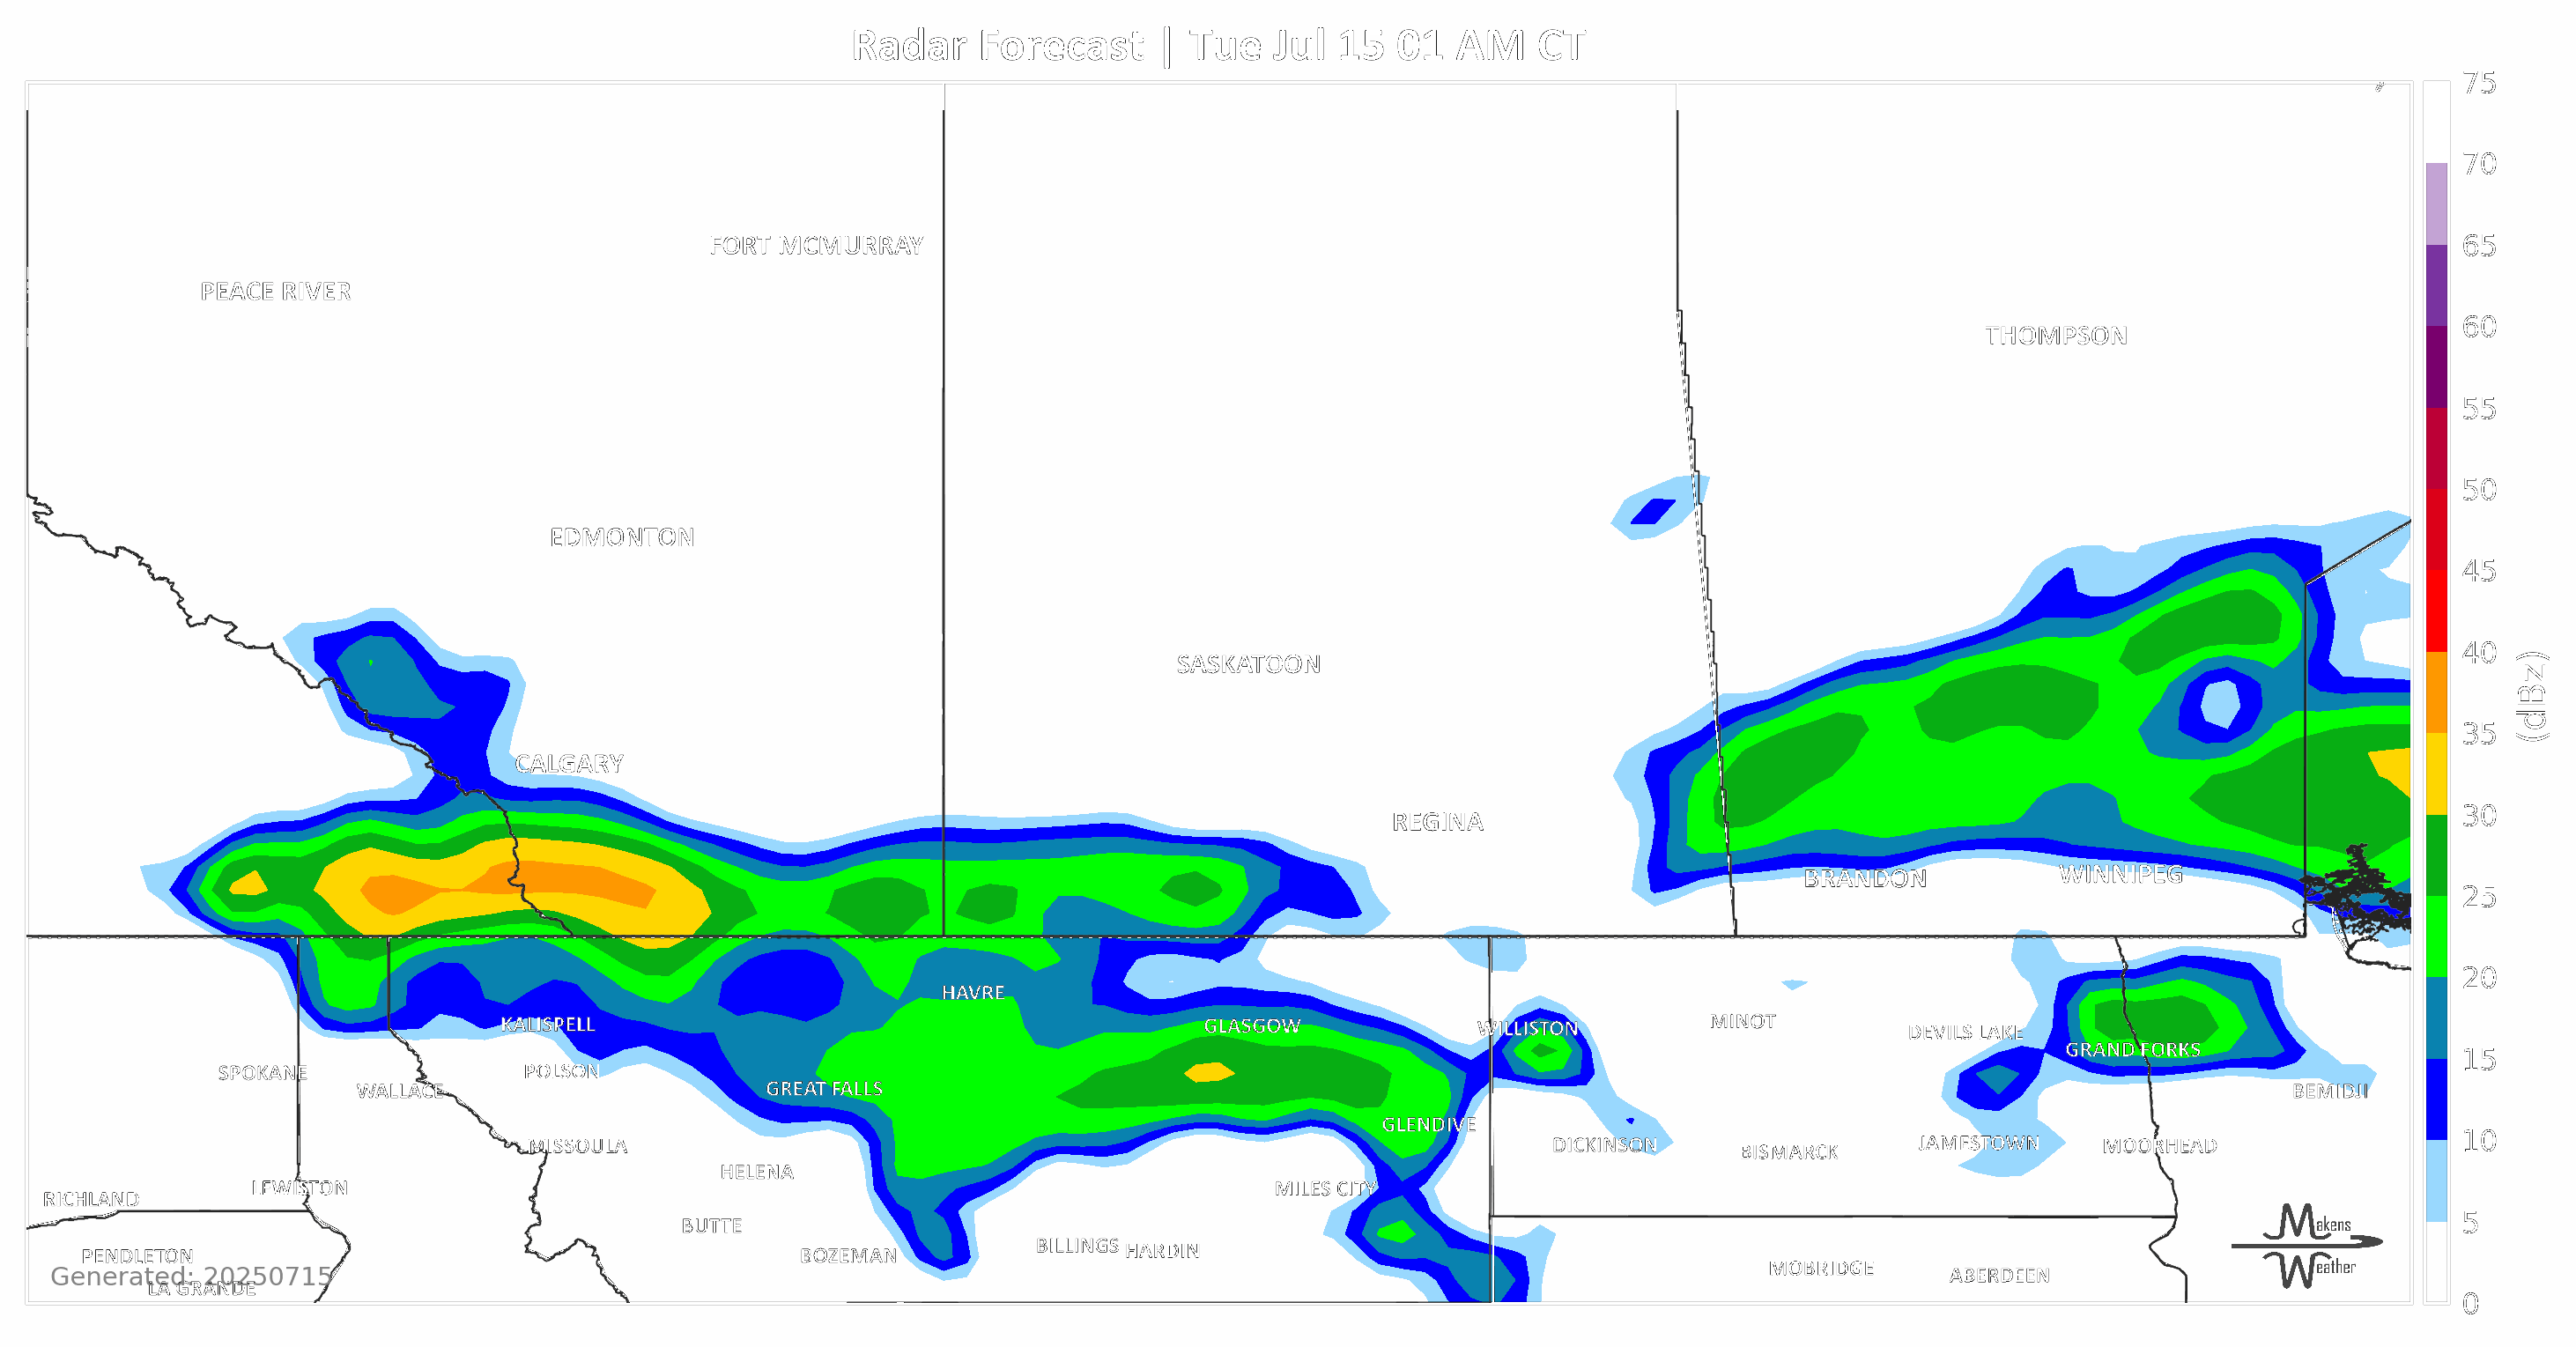 Radar Forecast | Tue Jul 15 01 AM CT
75
70
65
60
55
50
45
40
35
30
25
20
15
10
5
0
(dBz)
FORT MCMURRAY
PEACE RIVER
THOMPSON
EDMONTON
SASKATOON
CALGARY
REGINA
BRANDON
WINNIPEG
HAVRE
KALISPELL
GLASGOW
WILLISTON
MINOT
DEVILS LAKE
GRAND FORKS
SPOKANE
POLSON
WALLACE
GREAT FALLS
BEMIDJI
GLENDIVE
MISSOULA
DICKINSON
BISMARCK
JAMESTOWN
MOORHEAD
HELENA
LEWISTON
MILES CITY
RICHLAND
BUTTE
BILLINGS
HARDIN
PENDLETON
BOZEMAN
MOBRIDGE
ABERDEEN
Generated: 20250715
LA GRANDE
Makens
Weather